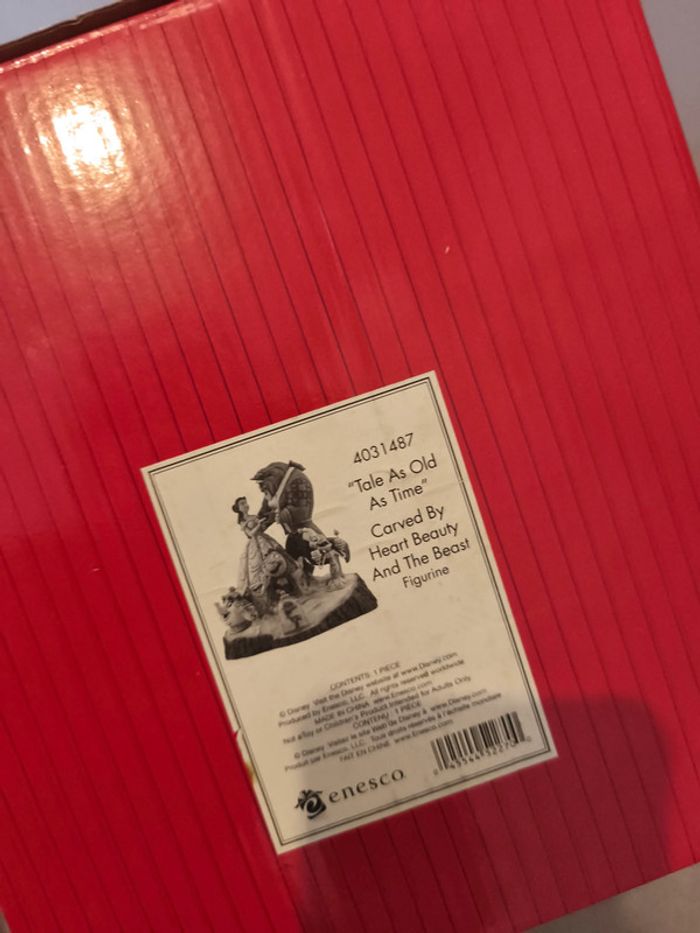 4031487
"Tale As Old
As Time"
Carved By
Heart Beauty
And The Beast
Figurine
CONTENTS: 1 PIECE
© Disney Visit the Disney website at www.Disney.com
Produced by Enesco, LLC. All rights reserved worldwide
MADE IN CHINA www.Enesco.com
Not a Toy or Children's Product Intended for Adults Only
CONTENU : 1 PIÈCE
© Disney Visitez le site Web de Disney à www.Disney.com
Produit par Enesco, LLC. Tous droits réservés à l'échelle mondiale
FAIT EN CHINE www.Enesco.com
enesco.